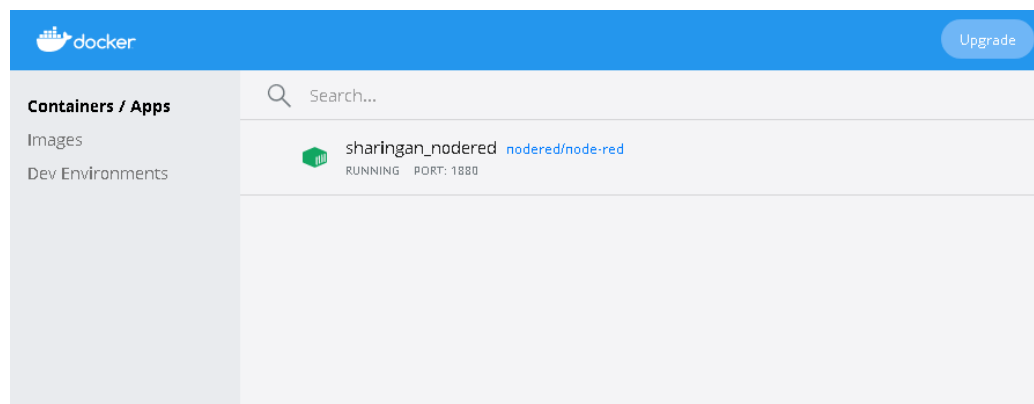 docker
Upgrade
Containers / Apps
Images
Dev Environments
Search...
sharingan_nodered nodered/node-red
RUNNING PORT: 1880